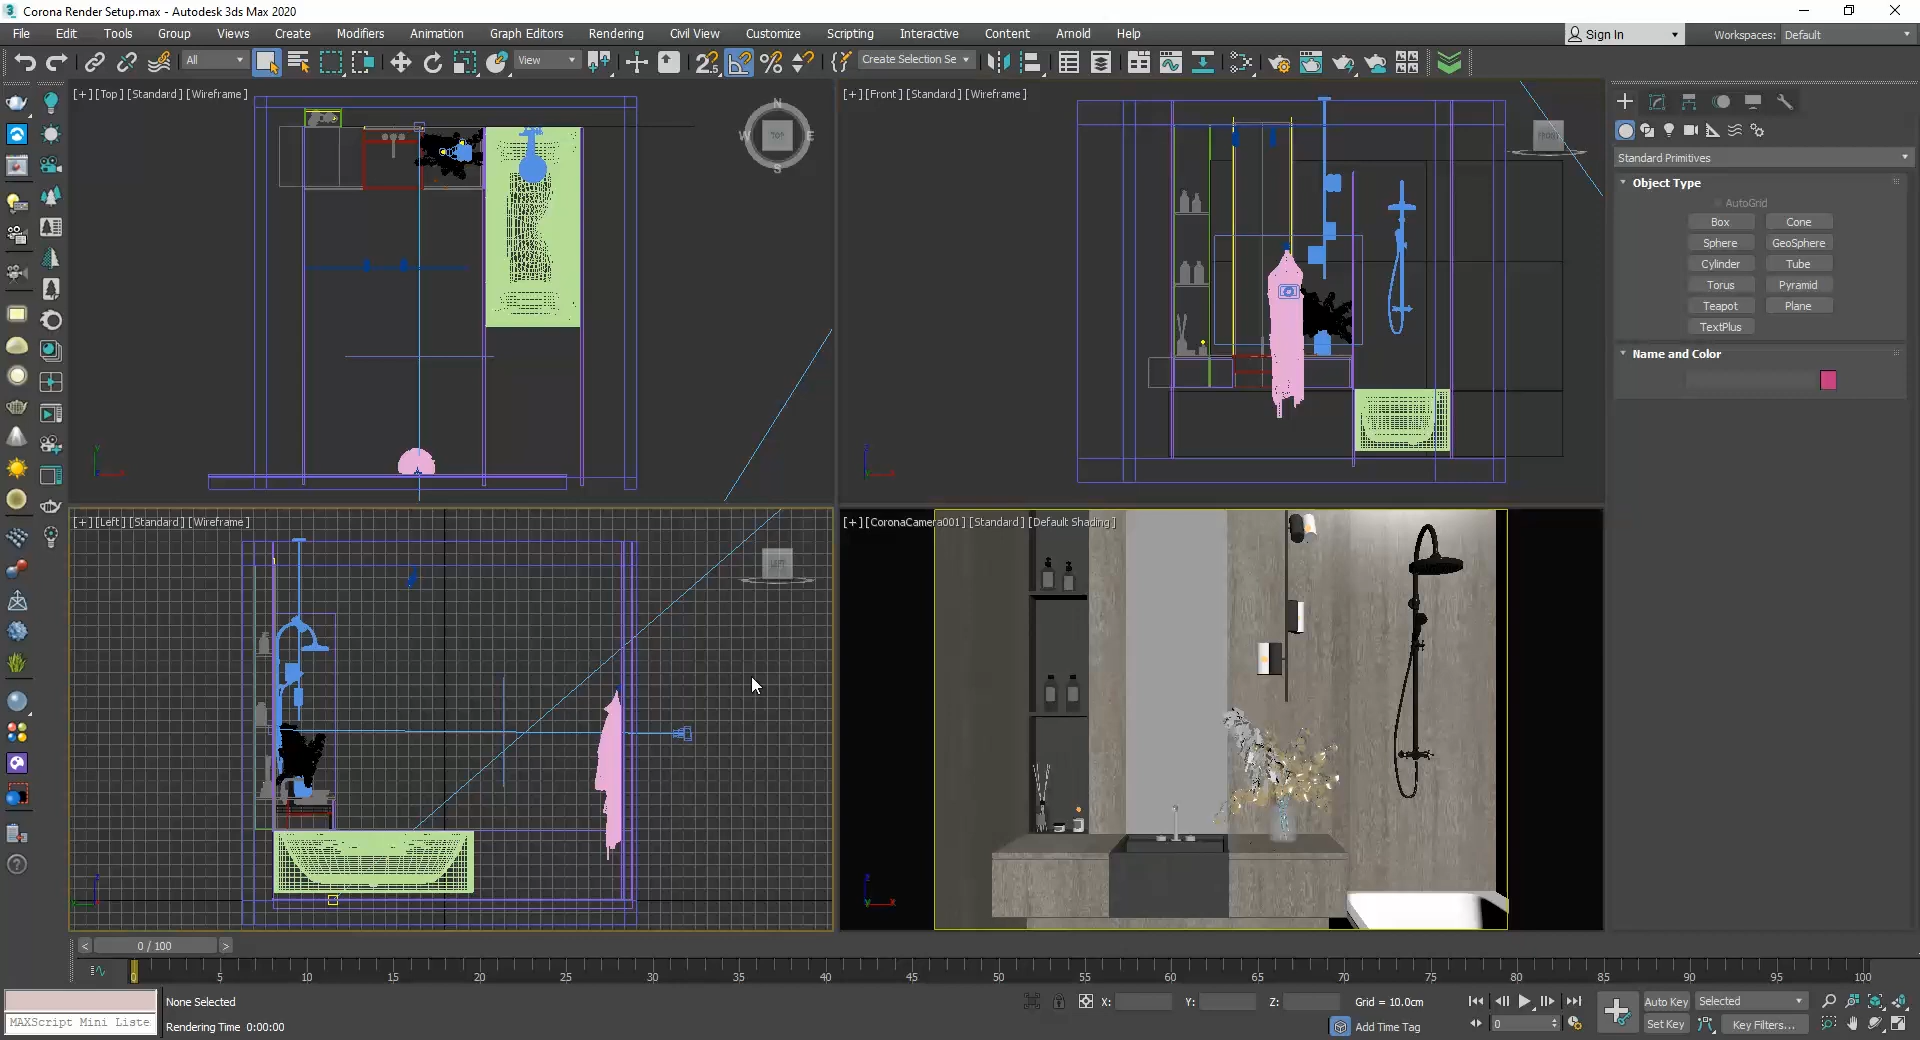 Corona Render Setup.max - Autodesk 3ds Max 2020
File Edit Tools Group Views Create Modifiers Animation Graph Editors Rendering Civil View Customize Scripting Interactive Content Arnold Help
Sign In
Workspaces: Default
All
View
Create Selection Se
[+] [Top] [Standard] [Wireframe]
N
W TOP E
S
[+] [Front] [Standard] [Wireframe]
FRONT
Standard Primitives
Object Type
AutoGrid
Box Cone
Sphere GeoSphere
Cylinder Tube
Torus Pyramid
Teapot Plane
TextPlus
Name and Color
[+] [Left] [Standard] [Wireframe]
LEFT
[+] [CoronaCamera001] [Standard] [Default Shading]
< 0 / 100 >
0 5 10 15 20 25 30 35 40 45 50 55 60 65 70 75 80 85 90 95 100
None Selected
X: Y: Z: Grid = 10.0cm
Auto Key Selected
MAXScript Mini Liste
Rendering Time 0:00:00
Add Time Tag
0
Set Key Key Filters...